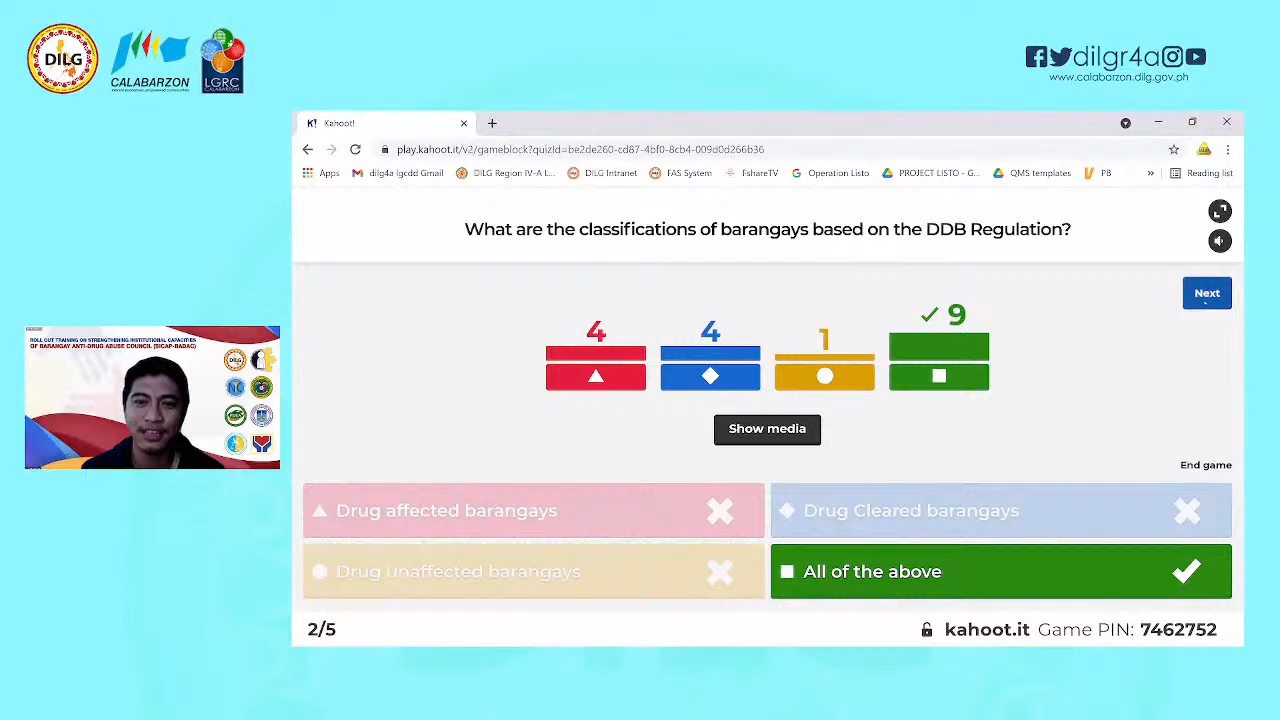 DILG
CALABARZON
LGRC
CALABARZON
dilgr4a
www.calabarzon.dilg.gov.ph
K! Kahoot!
play.kahoot.it/v2/gameblock?quizId=be2de260-cd87-4bf0-8cb4-009d0d266b36
Apps dilg4a lgcdd Gmail DILG Region IV-A L... DILG Intranet FAS System FshareTV Operation Listo PROJECT LISTO - G... QMS templates PB » Reading list
What are the classifications of barangays based on the DDB Regulation?
Next
4 4 1 9
Show media
End game
Drug affected barangays
Drug Cleared barangays
Drug unaffected barangays
All of the above
2/5
kahoot.it Game PIN: 7462752
ROLL OUT TRAINING ON STRENGTHENING INSTITUTIONAL CAPACITIES
OF BARANGAY ANTI-DRUG ABUSE COUNCIL (SICAP-BADAC)
DILG